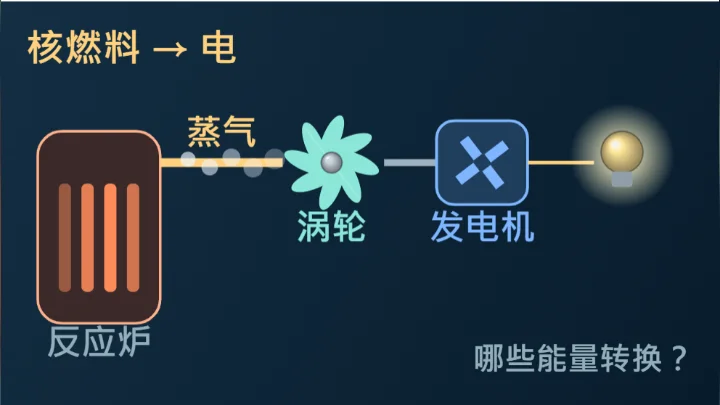 核燃料 → 电
蒸气
涡轮
发电机
反应炉
哪些能量转换？